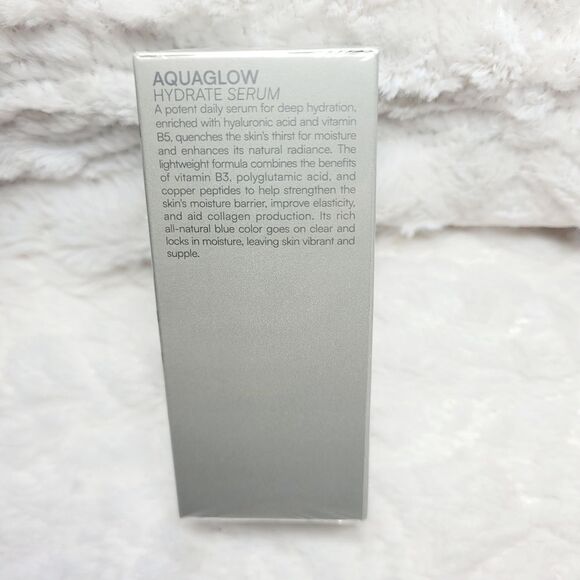 AQUAGLOW
HYDRATE SERUM
A potent daily serum for deep hydration,
enriched with hyaluronic acid and vitamin
B5, quenches the skin's thirst for moisture
and enhances its natural radiance. The
lightweight formula combines the benefits
of vitamin B3, polyglutamic acid, and
copper peptides to help strengthen the
skin's moisture barrier, improve elasticity,
and aid collagen production. Its rich
all-natural blue color goes on clear and
locks in moisture, leaving skin vibrant and
supple.